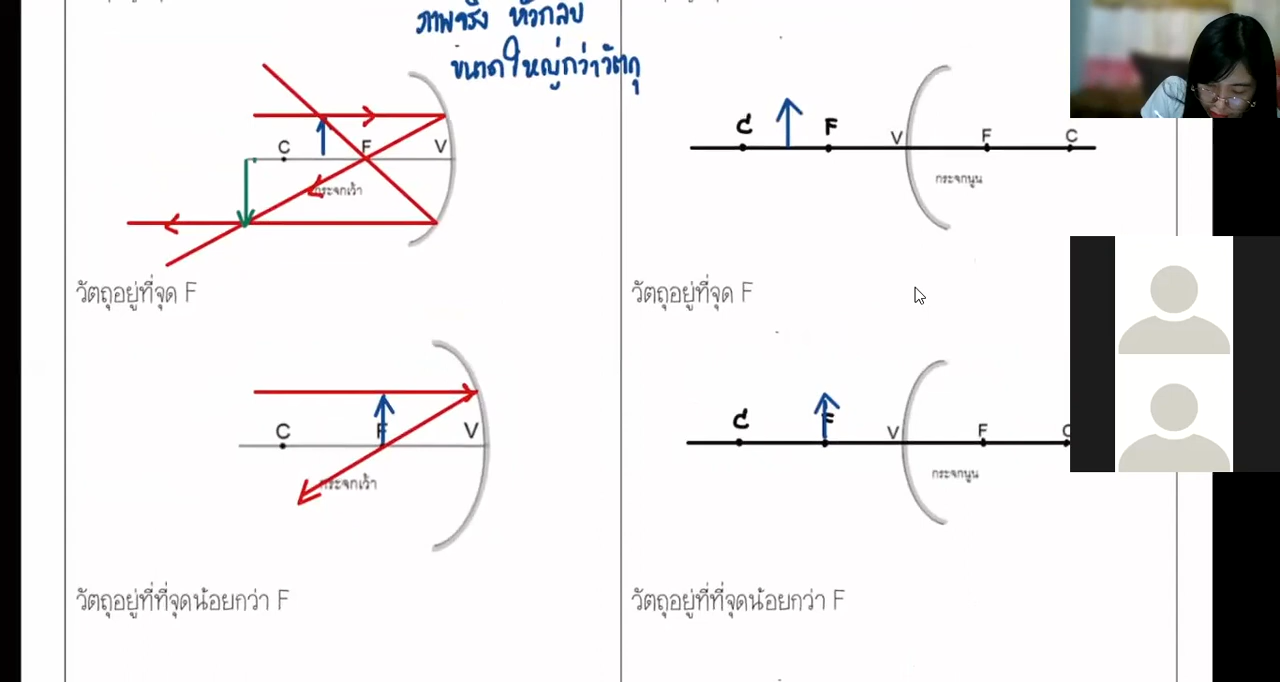 ภาพจริง หัวกลับ
ขนาดใหญ่กว่าวัตถุ
C F V
กระจกเว้า
C F V F C
กระจกนูน
วัตถุอยู่ที่จุด F
วัตถุอยู่ที่จุด F
C F V
กระจกเว้า
C F V F C
กระจกนูน
วัตถุอยู่ที่ที่จุดน้อยกว่า F
วัตถุอยู่ที่ที่จุดน้อยกว่า F